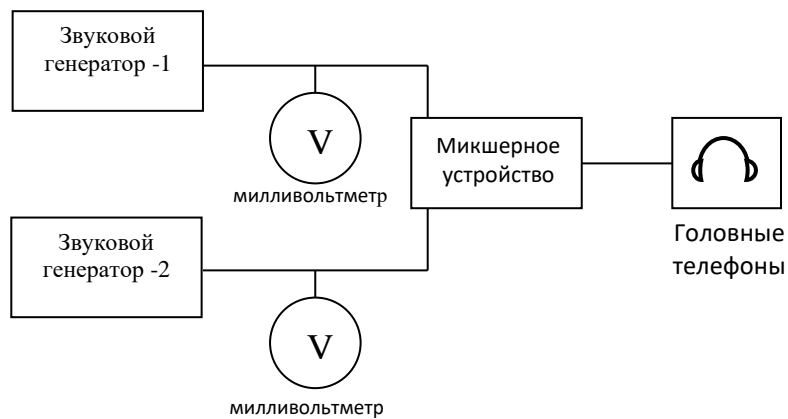 Звуковой
генератор -1
V
милливольтметр
Микшерное
устройство
Головные
телефоны
Звуковой
генератор -2
V
милливольтметр